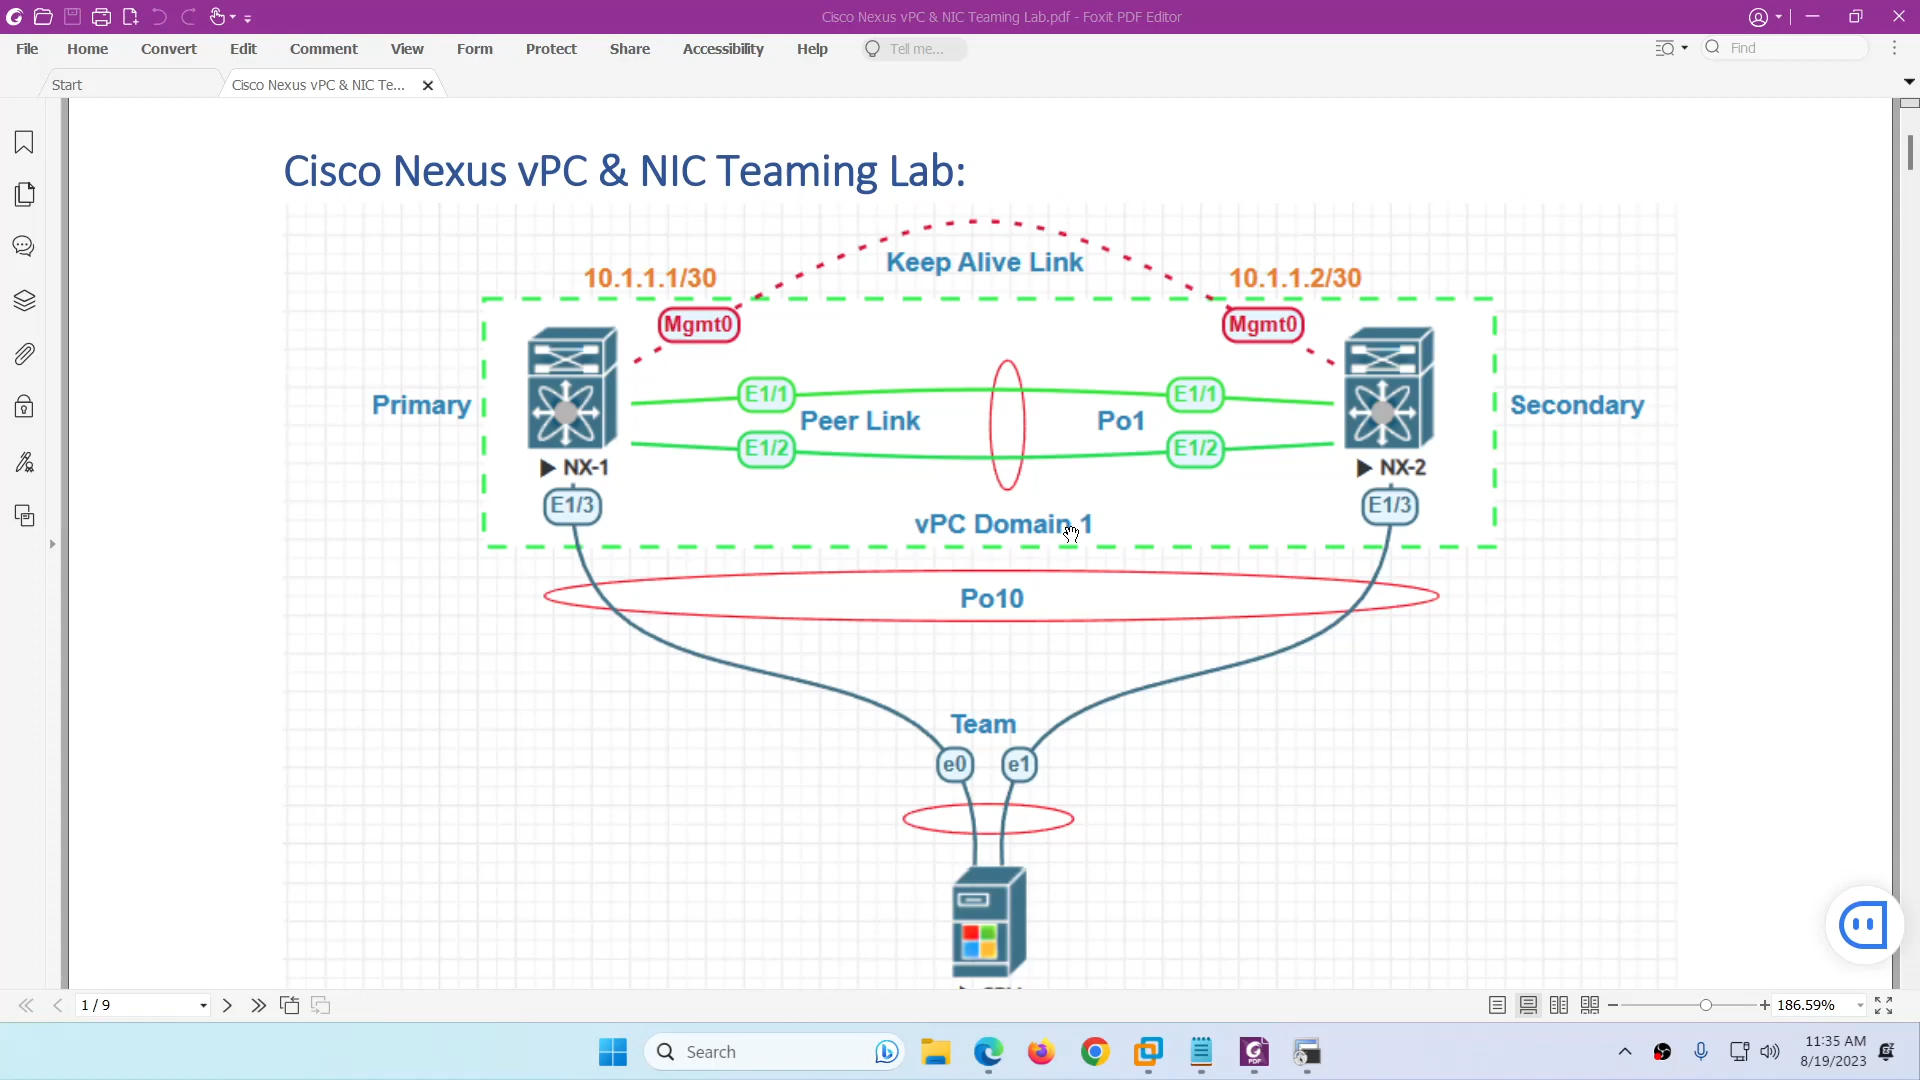 Cisco Nexus vPC & NIC Teaming Lab.pdf - Foxit PDF Editor
File Home Convert Edit Comment View Form Protect Share Accessibility Help Tell me... Find
Start Cisco Nexus vPC & NIC Te...
Cisco Nexus vPC & NIC Teaming Lab:
Keep Alive Link
10.1.1.1/30 10.1.1.2/30
Mgmt0 Mgmt0
E1/1 E1/1
Primary Peer Link Po1 Secondary
E1/2 E1/2
NX-1 NX-2
E1/3 E1/3
vPC Domain 1
Po10
Team
e0 e1
1 / 9 186.59%
Search
PDF
11:35 AM
8/19/2023